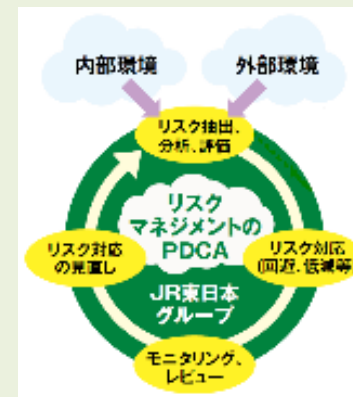 内部環境
外部環境
リスク抽出、
分析、評価
リスク
マネジメントの
PDCA
JR東日本
グループ
リスク対応
(回避、低減等)
モニタリング、
レビュー
リスク対応
の見直し